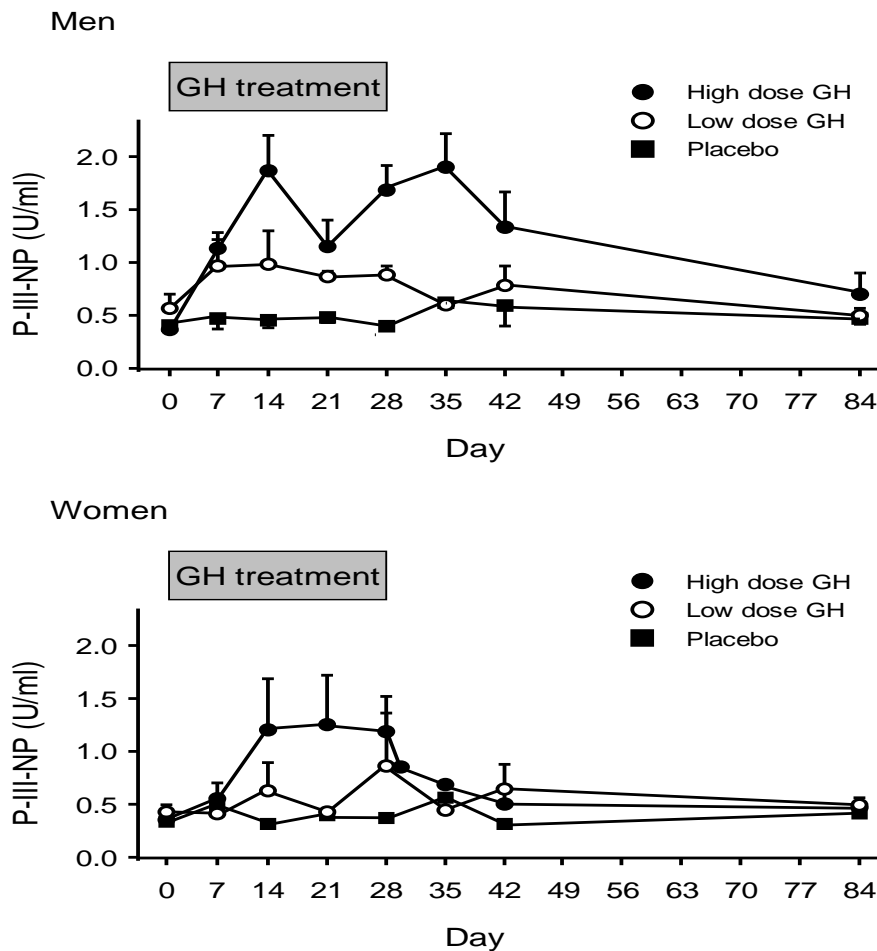 Men
GH treatment
High dose GH
Low dose GH
Placebo
P-III-NP (U/ml)
2.0
1.5
1.0
0.5
0.0
0 7 14 21 28 35 42 49 56 63 70 77 84
Day
Women
GH treatment
High dose GH
Low dose GH
Placebo
P-III-NP (U/ml)
2.0
1.5
1.0
0.5
0.0
0 7 14 21 28 35 42 49 56 63 70 77 84
Day